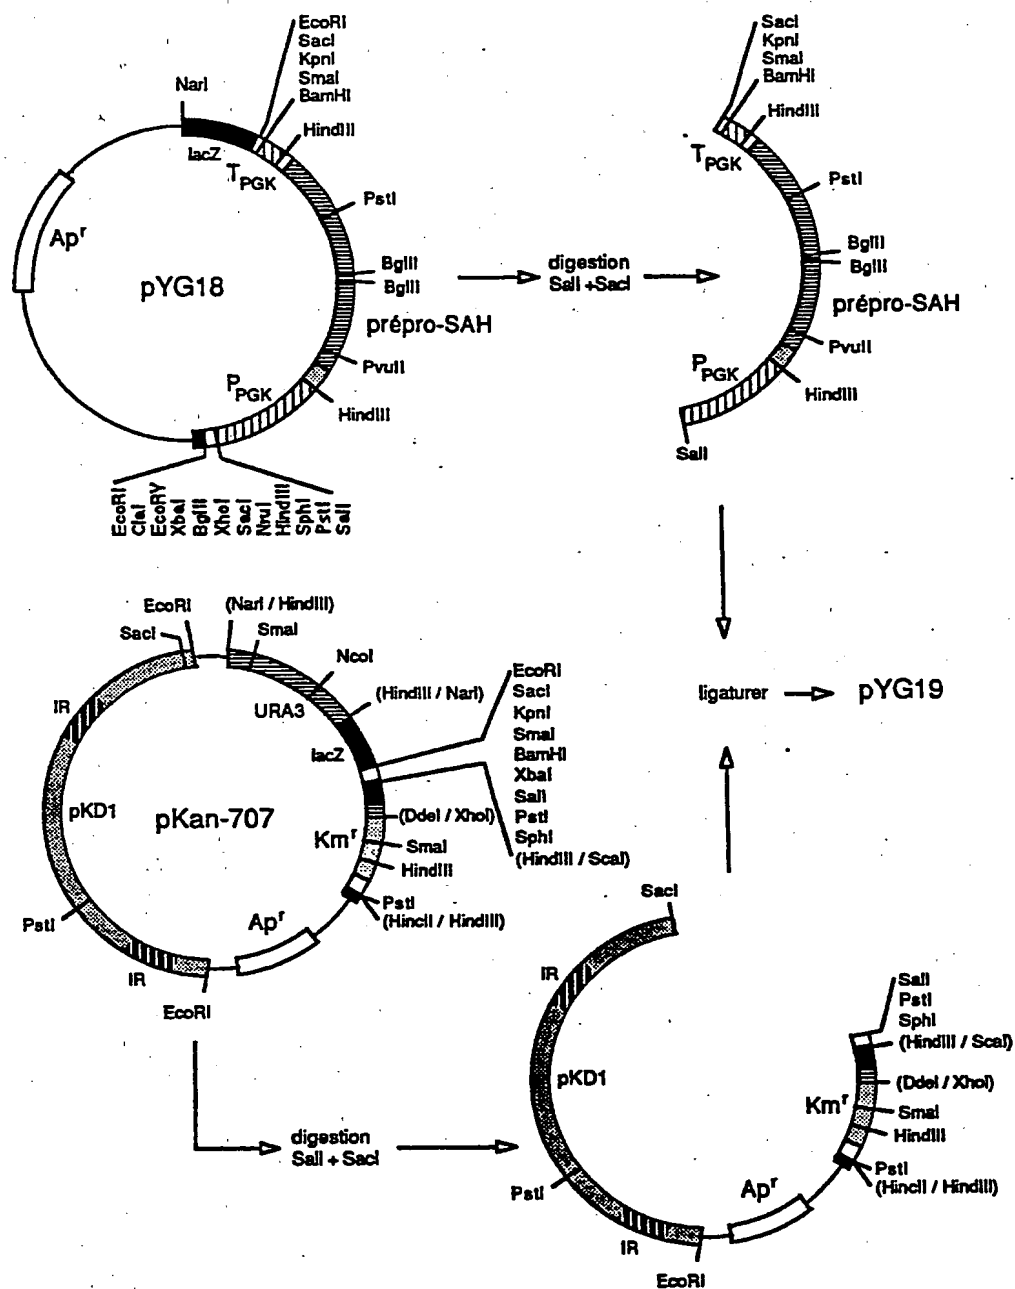 EcoRI
SacI
KpnI
SmaI
BamHI
NarI
HindIII
lacZ
TPGK
PstI
Apr
BglII
BglII
pYG18
prépro-SAH
PvuII
PPGK
HindIII
EcoRI
ClaI
EcoRV
XbaI
BglII
XhoI
SacI
NruI
HindIII
SphI
PstI
SalI
digestion
SalI +SacI
SacI
KpnI
SmaI
BamHI
HindIII
TPGK
PstI
BglII
BglII
prépro-SAH
PvuII
PPGK
HindIII
SalI
EcoRI
(NarI / HindIII)
SacI
SmaI
NcoI
IR
URA3
(HindIII / NarI)
lacZ
EcoRI
SacI
KpnI
SmaI
BamHI
XbaI
SalI
PstI
SphI
(HindIII / ScaI)
pKD1
pKan-707
(DdeI / XhoI)
Kmr
SmaI
HindIII
PstI
(HincII / HindIII)
PstI
Apr
IR
EcoRI
ligaturer
pYG19
digestion
SalI + SacI
SacI
IR
SalI
PstI
SphI
(HindIII / ScaI)
pKD1
(DdeI / XhoI)
Kmr
SmaI
HindIII
PstI
(HincII / HindIII)
PstI
Apr
IR
EcoRI